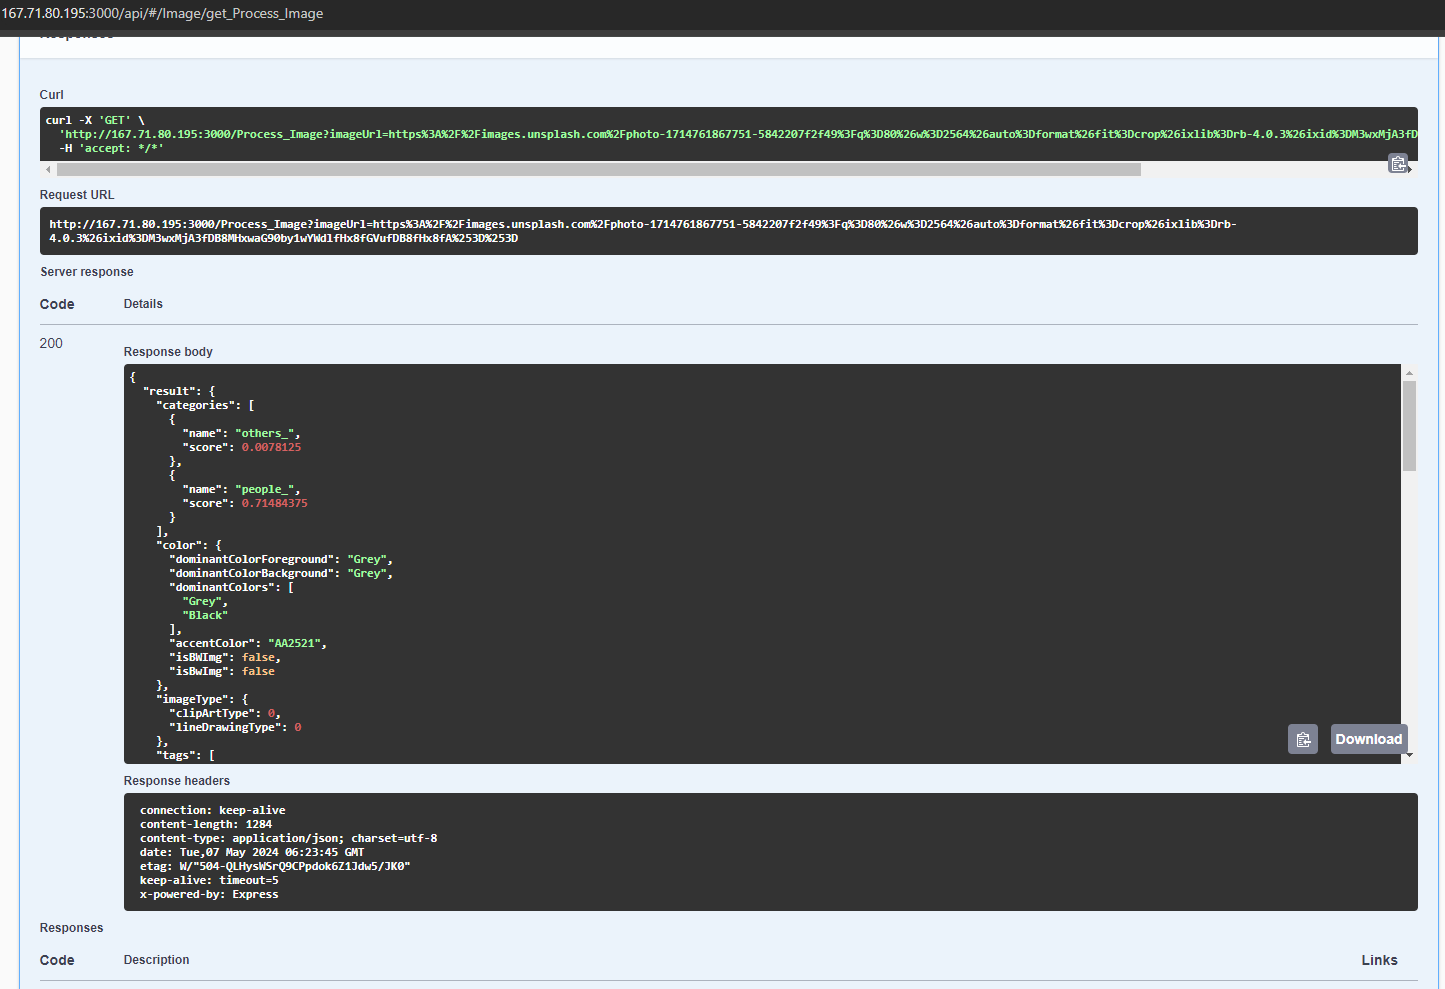 167.71.80.195:3000/api/#/Image/get_Process_Image
Responses
Curl
curl -X 'GET' \
'http://167.71.80.195:3000/Process_Image?imageUrl=https%3A%2F%2Fimages.unsplash.com%2Fphoto-1714761867751-5842207f2f49%3Fq%3D80%26w%3D2564%26auto%3Dformat%26fit%3Dcrop%26ixlib%3Drb-4.0.3%26ixid%3DM3wxMjA3fD
-H 'accept: */*'
Request URL
http://167.71.80.195:3000/Process_Image?imageUrl=https%3A%2F%2Fimages.unsplash.com%2Fphoto-1714761867751-5842207f2f49%3Fq%3D80%26w%3D2564%26auto%3Dformat%26fit%3Dcrop%26ixlib%3Drb-
4.0.3%26ixid%3DM3wxMjA3fDB8MHxwaG90by1wYWdlfHx8fGVufDB8fHx8fA%253D%253D
Server response
Code Details
200
Response body
{
"result": {
"categories": [
{
"name": "others_",
"score": 0.0078125
},
{
"name": "people_",
"score": 0.71484375
}
],
"color": {
"dominantColorForeground": "Grey",
"dominantColorBackground": "Grey",
"dominantColors": [
"Grey",
"Black"
],
"accentColor": "AA2521",
"isBWImg": false,
"isBwImg": false
},
"imageType": {
"clipArtType": 0,
"lineDrawingType": 0
},
"tags": [
Download
Response headers
connection: keep-alive
content-length: 1284
content-type: application/json; charset=utf-8
date: Tue,07 May 2024 06:23:45 GMT
etag: W/"504-QLHysWSrQ9CPpdok6Z1Jdw5/JK0"
keep-alive: timeout=5
x-powered-by: Express
Responses
Code Description Links